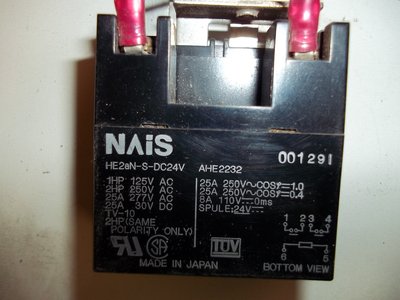 NAiS
HE2aN-S-DC24V AHE2232
001291
1HP 125V AC
2HP 250V AC
25A 277V AC
25A 30V DC
TV-10
2HP(SAME
POLARITY ONLY)
25A 250V~COSφ=1.0
25A 250V~COSφ=0.4
8A 110V⎓0ms
SPULE:24V⎓
1 2 3 4
6 5
RU SA TÜV
MADE IN JAPAN
BOTTOM VIEW